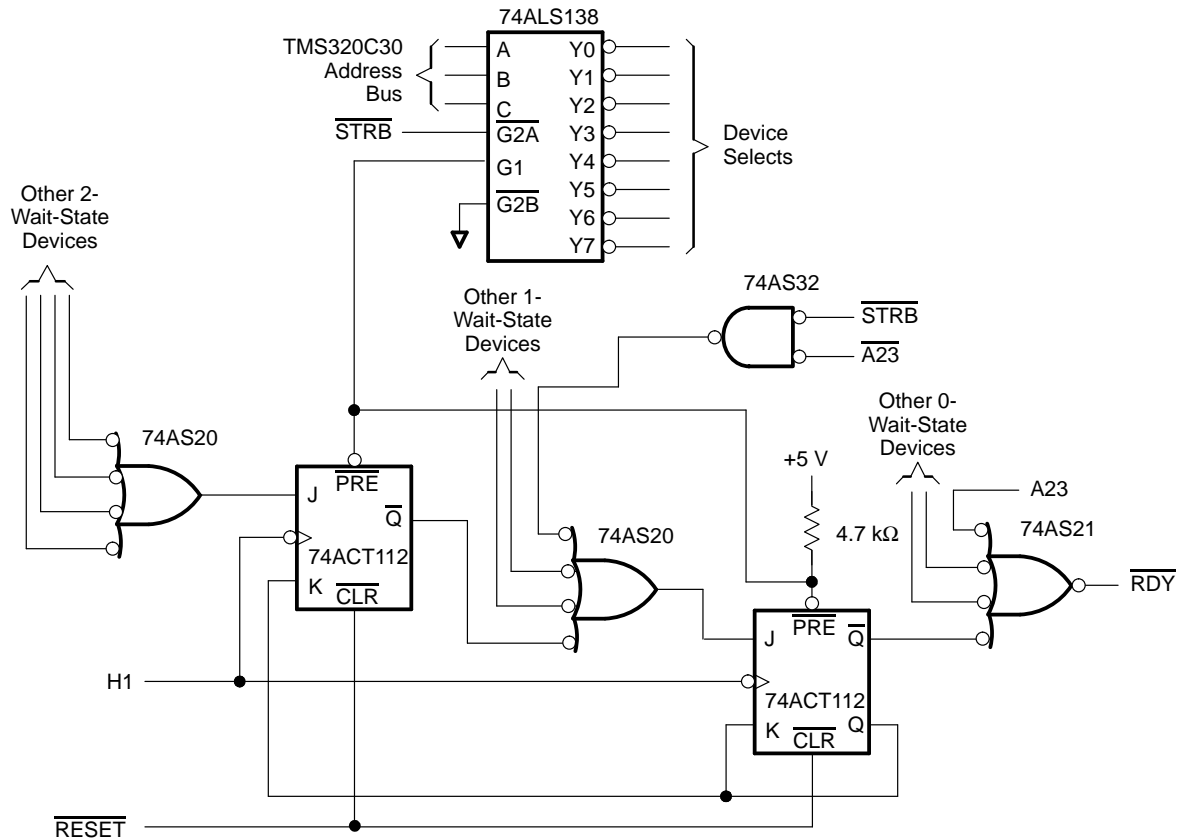 74ALS138
TMS320C30
Address
Bus
A
B
C
G2A
G1
G2B
Y0
Y1
Y2
Y3
Y4
Y5
Y6
Y7
STRB
Device
Selects
Other 2-
Wait-State
Devices
Other 1-
Wait-State
Devices
74AS32
STRB
A23
Other 0-
Wait-State
Devices
74AS20
+5 V
A23
J
PRE
Q
74ACT112
K
CLR
74AS20
4.7 kΩ
74AS21
RDY
J
PRE
Q
74ACT112
K
CLR
Q
H1
RESET